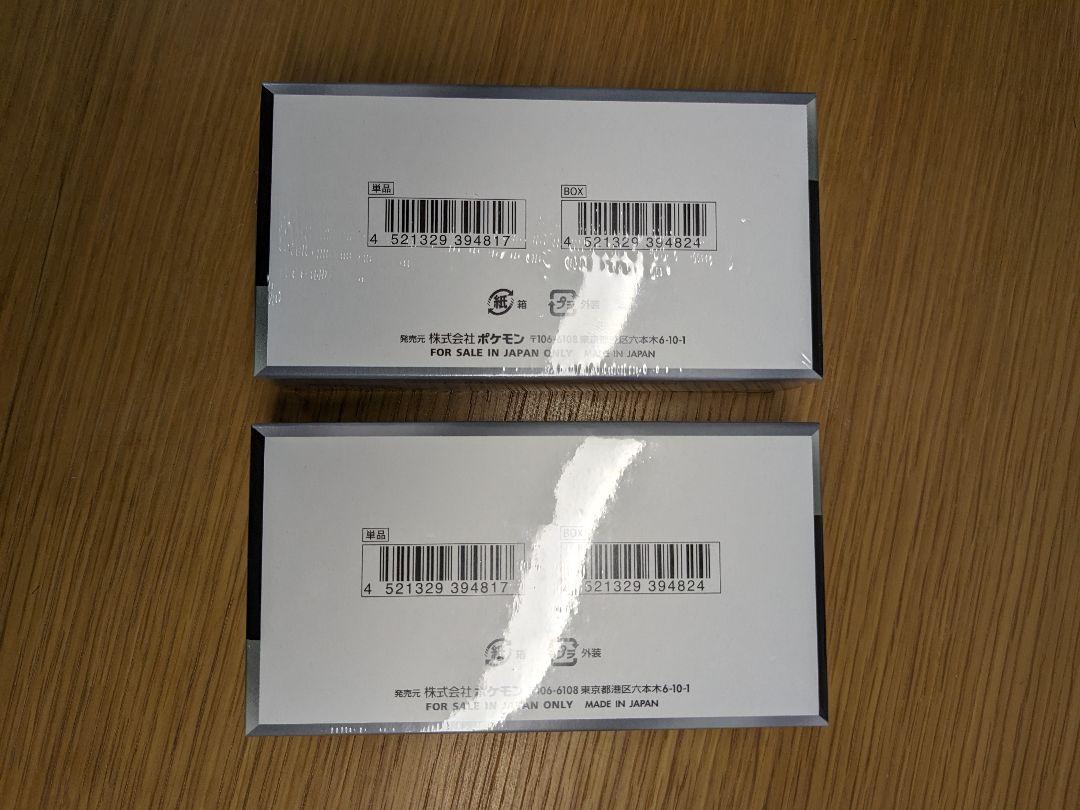 単品
BOX
4 521329 394817
4 521329 394824
紙 箱 プラ 外装
発売元 株式会社 ポケモン 〒106-6108 東京都港区六本木6-10-1
FOR SALE IN JAPAN ONLY MADE IN JAPAN
単品
BOX
4 521329 394817
521329 394824
紙 箱 プラ 外装
発売元 株式会社 ポケモン 〒106-6108 東京都港区六本木6-10-1
FOR SALE IN JAPAN ONLY MADE IN JAPAN